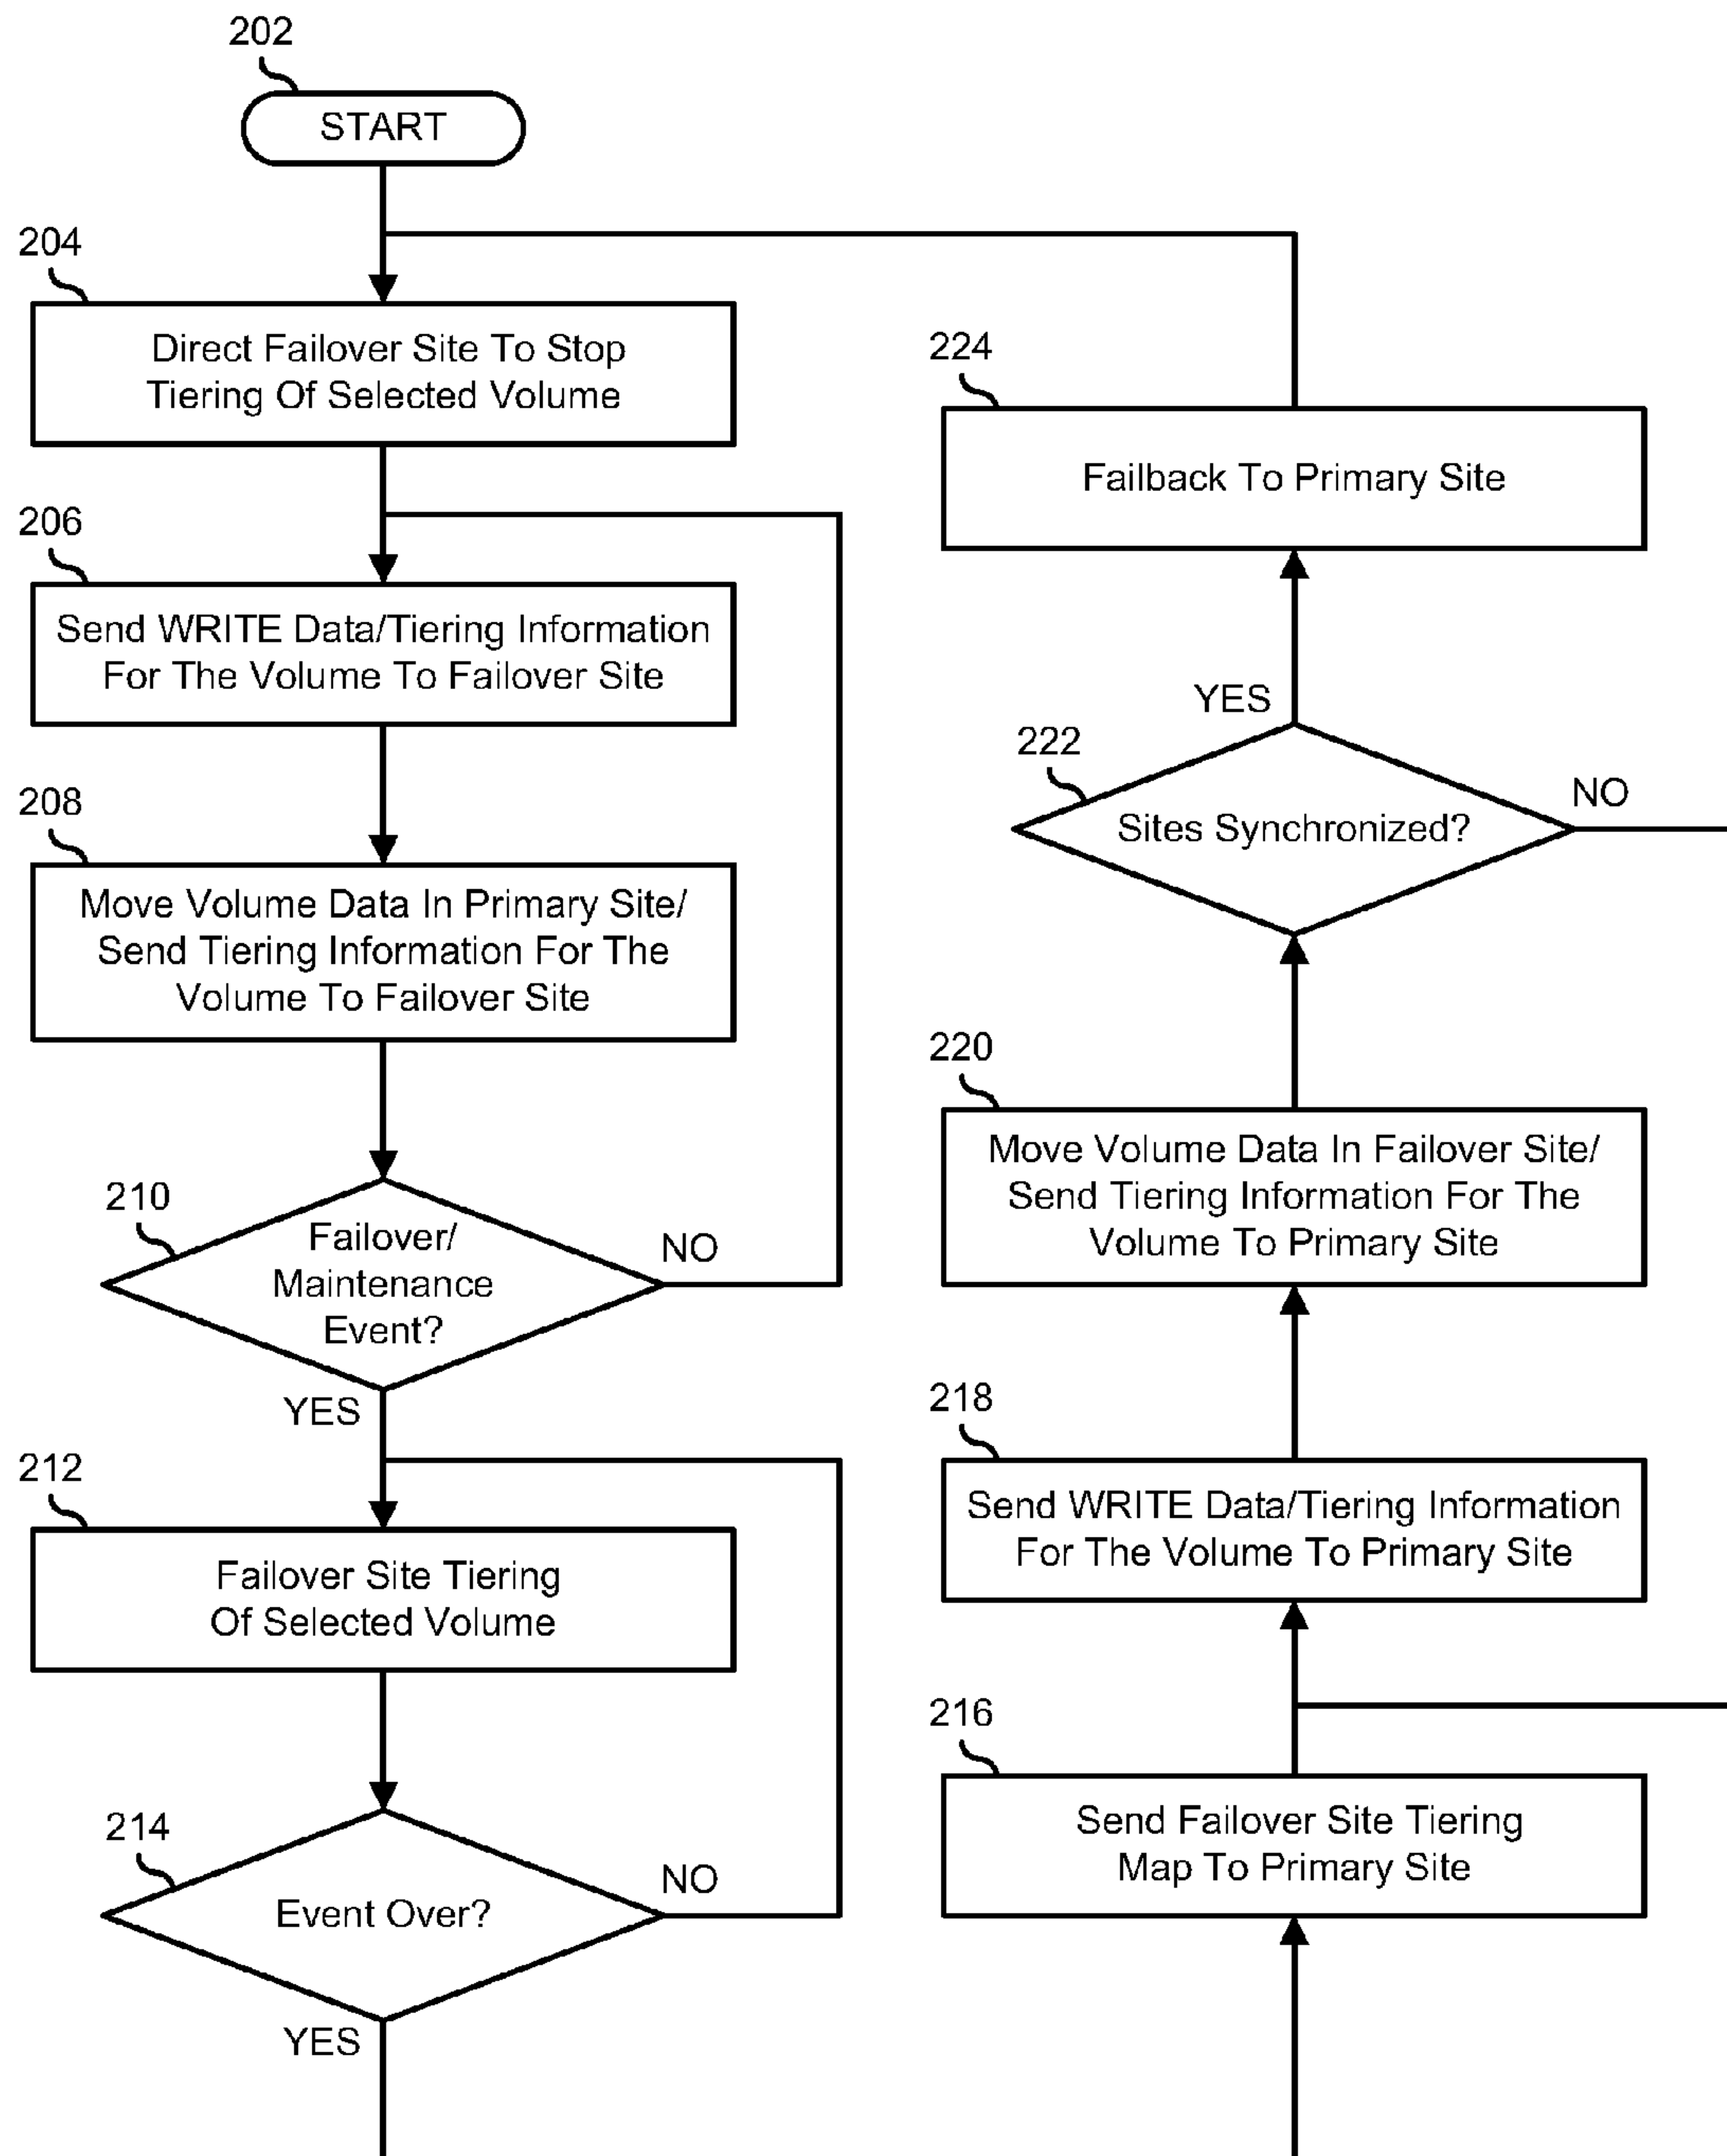 202
START
204
Direct Failover Site To Stop
Tiering Of Selected Volume
206
Send WRITE Data/Tiering Information
For The Volume To Failover Site
208
Move Volume Data In Primary Site/
Send Tiering Information For The
Volume To Failover Site
210
Failover/
Maintenance
Event?
NO
YES
212
Failover Site Tiering
Of Selected Volume
214
Event Over?
NO
YES
224
Failback To Primary Site
YES
222
Sites Synchronized?
NO
220
Move Volume Data In Failover Site/
Send Tiering Information For The
Volume To Primary Site
218
Send WRITE Data/Tiering Information
For The Volume To Primary Site
216
Send Failover Site Tiering
Map To Primary Site